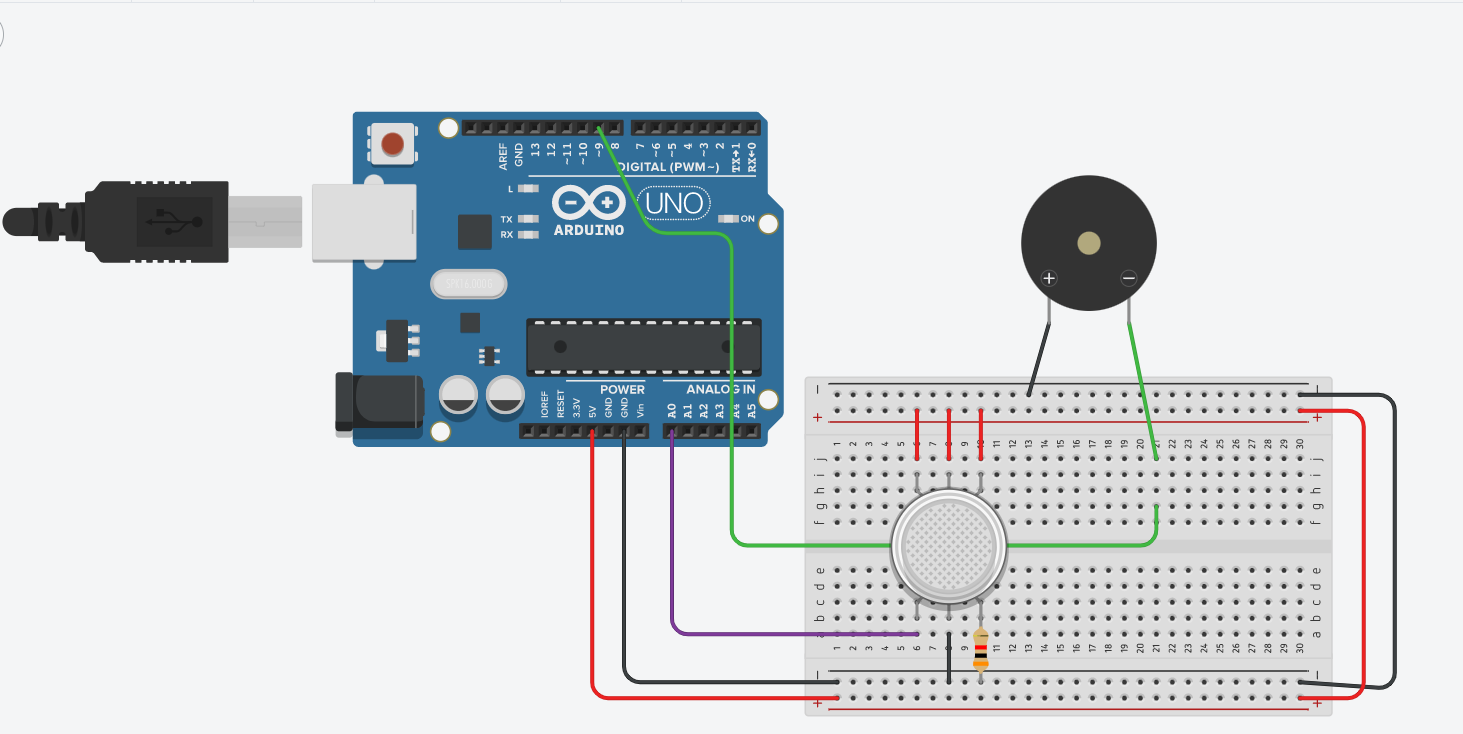 AREF
GND
13
12
~11
~10
~9
8
7
~6
~5
4
~3
2
TX→1
RX←0
DIGITAL (PWM~)
L
TX
RX
UNO
ON
ARDUINO
+ −
POWER
ANALOG IN
IOREF
RESET
3.3V
5V
GND
GND
Vin
A0
A1
A2
A3
A4
A5
− −
+ +
1 2 3 4 5 6 7 8 9 10 11 12 13 14 15 16 17 18 19 20 21 22 23 24 25 26 27 28 29 30
j j
i i
h h
g g
f f
e e
d d
c c
b b
a a
1 2 3 4 5 6 7 8 9 10 11 12 13 14 15 16 17 18 19 20 21 22 23 24 25 26 27 28 29 30
− −
+ +